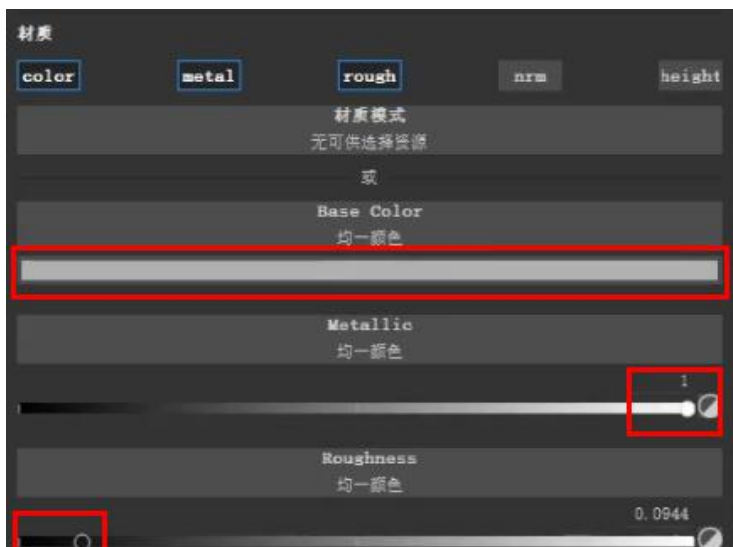 材质
color metal rough nrm height
材质模式
无可供选择资源
或
Base Color
均一颜色
Metallic
均一颜色
1
Roughness
均一颜色
0.0944